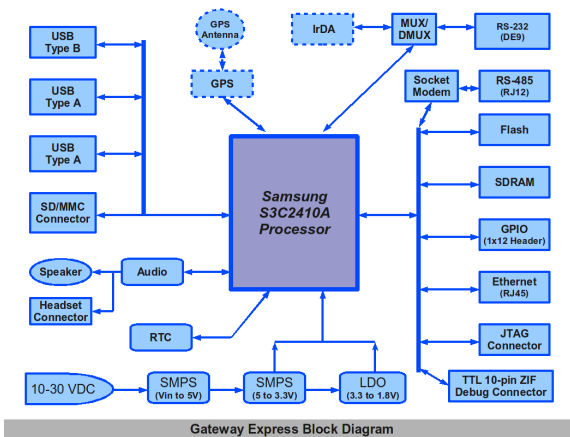 USB
Type B
USB
Type A
USB
Type A
SD/MMC
Connector
GPS
Antenna
GPS
IrDA
MUX/
DMUX
RS-232
(DE9)
Socket
Modem
RS-485
(RJ12)
Flash
SDRAM
GPIO
(1x12 Header)
Ethernet
(RJ45)
JTAG
Connector
TTL 10-pin ZIF
Debug Connector
Samsung
S3C2410A
Processor
Speaker
Audio
Headset
Connector
RTC
10-30 VDC
SMPS
(Vin to 5V)
SMPS
(5 to 3.3V)
LDO
(3.3 to 1.8V)
Gateway Express Block Diagram